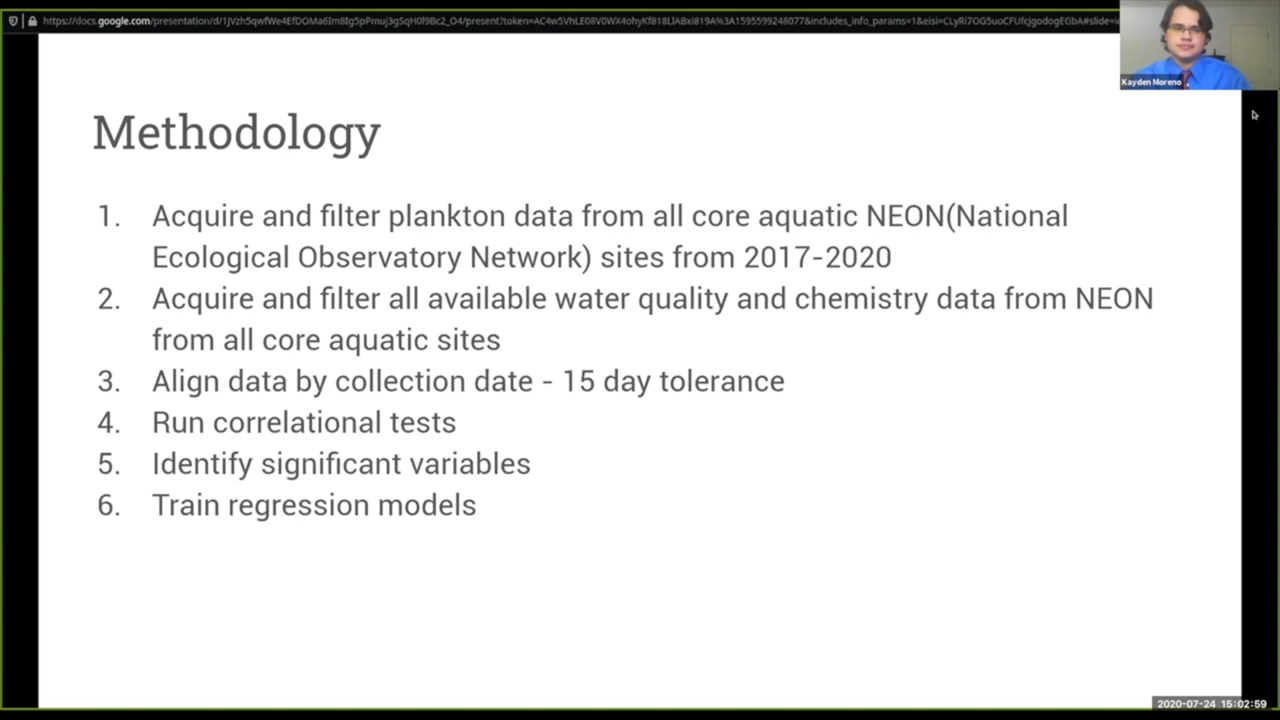 Kayden Moreno
Methodology
1. Acquire and filter plankton data from all core aquatic NEON(National
Ecological Observatory Network) sites from 2017-2020
2. Acquire and filter all available water quality and chemistry data from NEON
from all core aquatic sites
3. Align data by collection date - 15 day tolerance
4. Run correlational tests
5. Identify significant variables
6. Train regression models
2020-07-24 15:02:59